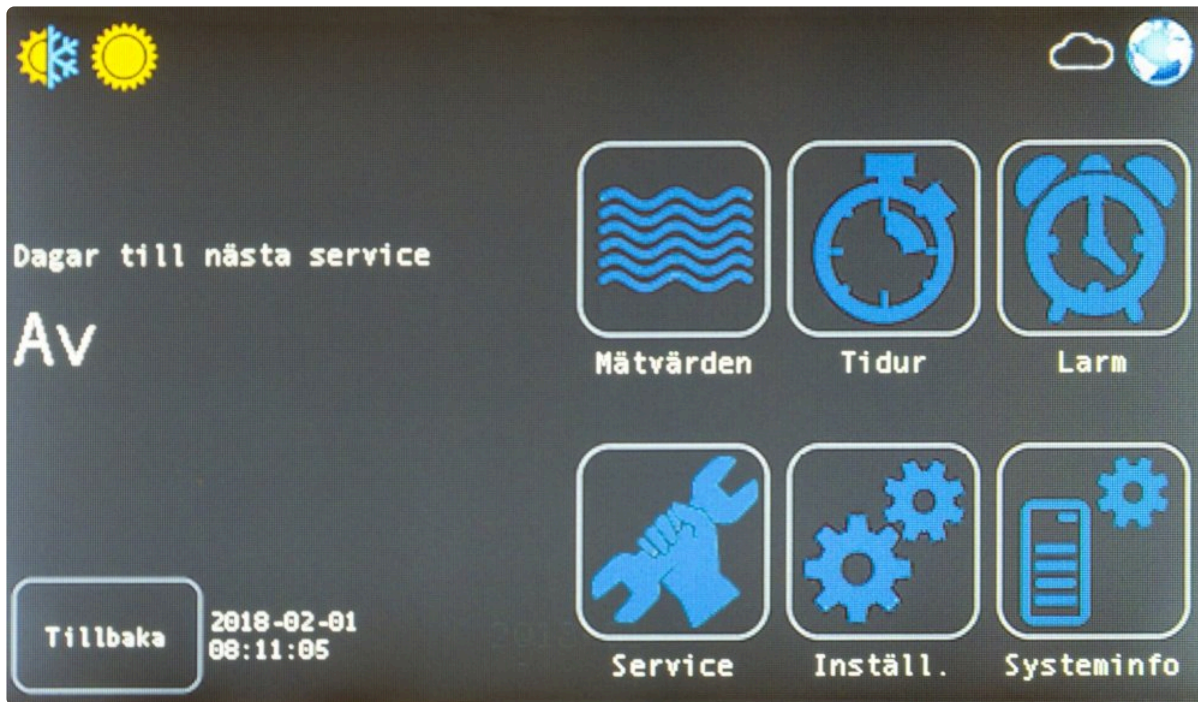 Dagar till nästa service
Av
Mätvärden
Tidur
Larm
Service
Inställ.
Systeminfo
Tillbaka
2018-02-01
08:11:05